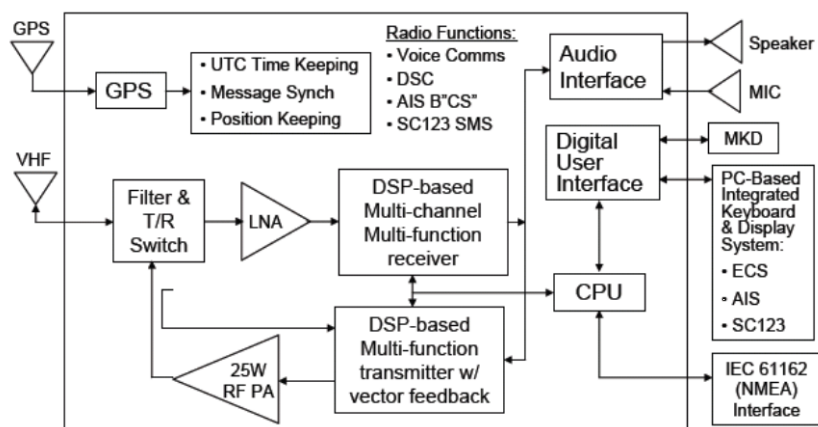 GPS
GPS
• UTC Time Keeping
• Message Synch
• Position Keeping
Radio Functions:
• Voice Comms
• DSC
• AIS B"CS"
• SC123 SMS
Audio
Interface
Speaker
MIC
Digital
User
Interface
MKD
PC-Based
Integrated
Keyboard
& Display
System:
• ECS
• AIS
• SC123
VHF
Filter &
T/R
Switch
LNA
DSP-based
Multi-channel
Multi-function
receiver
CPU
DSP-based
Multi-function
transmitter w/
vector feedback
25W
RF PA
IEC 61162
(NMEA)
Interface